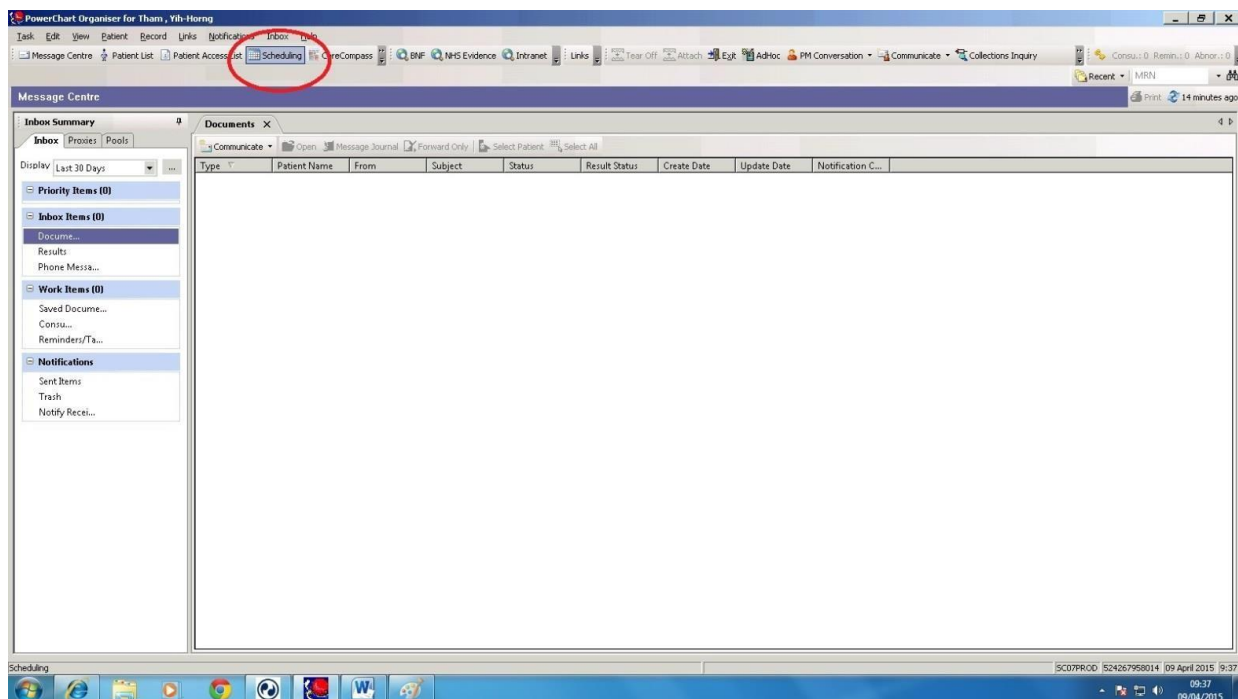 PowerChart Organiser for Tham , Yih-Horng
Task Edit View Patient Record Links Notifications Inbox Help
Message Centre Patient List Patient Access List Scheduling CareCompass BNF NHS Evidence Intranet Links Tear Off Attach Exit AdHoc PM Conversation Communicate Collections Inquiry Consu.: 0 Remin.: 0 Abnor.: 0
Recent MRN
Message Centre Print 14 minutes ago
Inbox Summary
Inbox Proxies Pools
Display Last 30 Days ...
Priority Items (0)
Inbox Items (0)
Docume...
Results
Phone Messa...
Work Items (0)
Saved Docume...
Consu...
Reminders/Ta...
Notifications
Sent Items
Trash
Notify Recei...
Documents X
Communicate Open Message Journal Forward Only Select Patient Select All
Type Patient Name From Subject Status Result Status Create Date Update Date Notification C...
Scheduling SC07PROD 524267958014 09 April 2015 9:37
09:37
09/04/2015